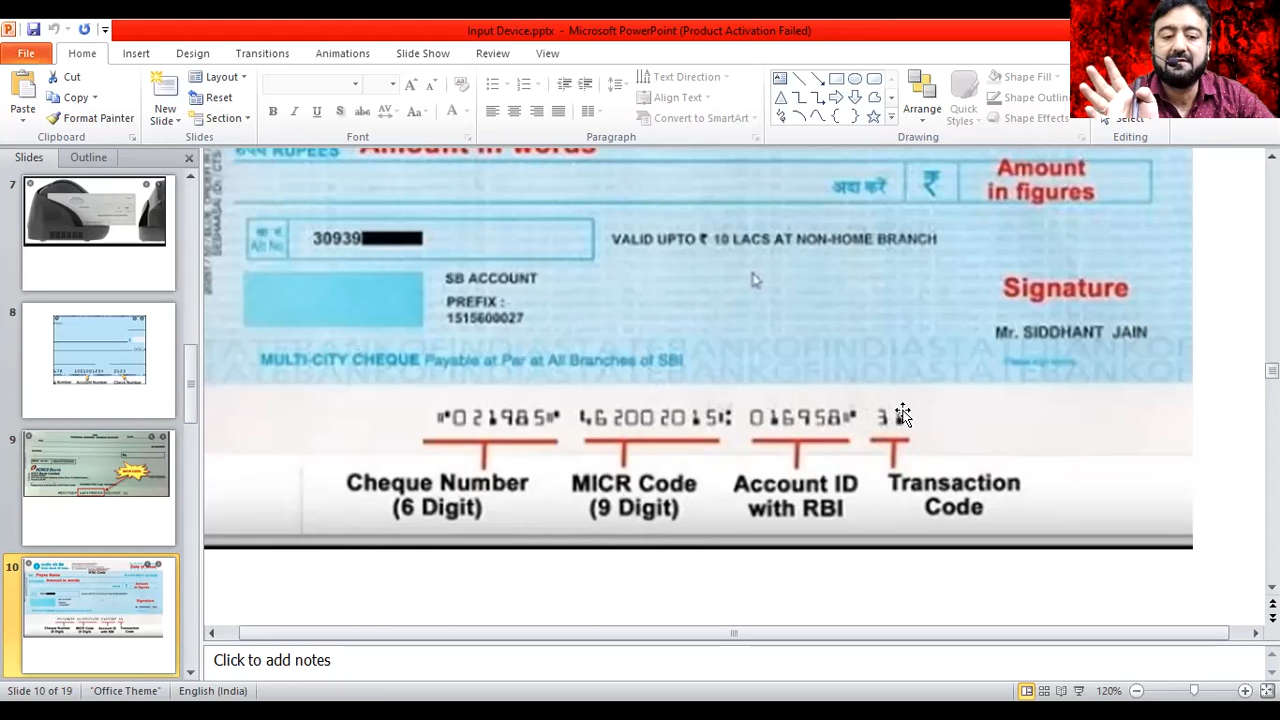 Input Device.pptx - Microsoft PowerPoint (Product Activation Failed)
File Home Insert Design Transitions Animations Slide Show Review View
Paste
Cut
Copy
Format Painter
Clipboard
New Slide
Layout
Reset
Section
Slides
Font
Text Direction
Align Text
Convert to SmartArt
Paragraph
Arrange
Quick Styles
Shape Fill
Shape Outline
Shape Effects
Drawing
Select
Editing
Slides Outline
7
8
9
10
रुपये RUPEES Amount in words
अदा करें ₹ Amount in figures
30939
VALID UPTO ₹ 10 LACS AT NON-HOME BRANCH
SB ACCOUNT
PREFIX :
1515600027
Signature
Mr. SIDDHANT JAIN
MULTI-CITY CHEQUE Payable at Par at All Branches of SBI
021985 462002015 016958 3
Cheque Number MICR Code Account ID Transaction
(6 Digit) (9 Digit) with RBI Code
Click to add notes
Slide 10 of 19 "Office Theme" English (India) 120%